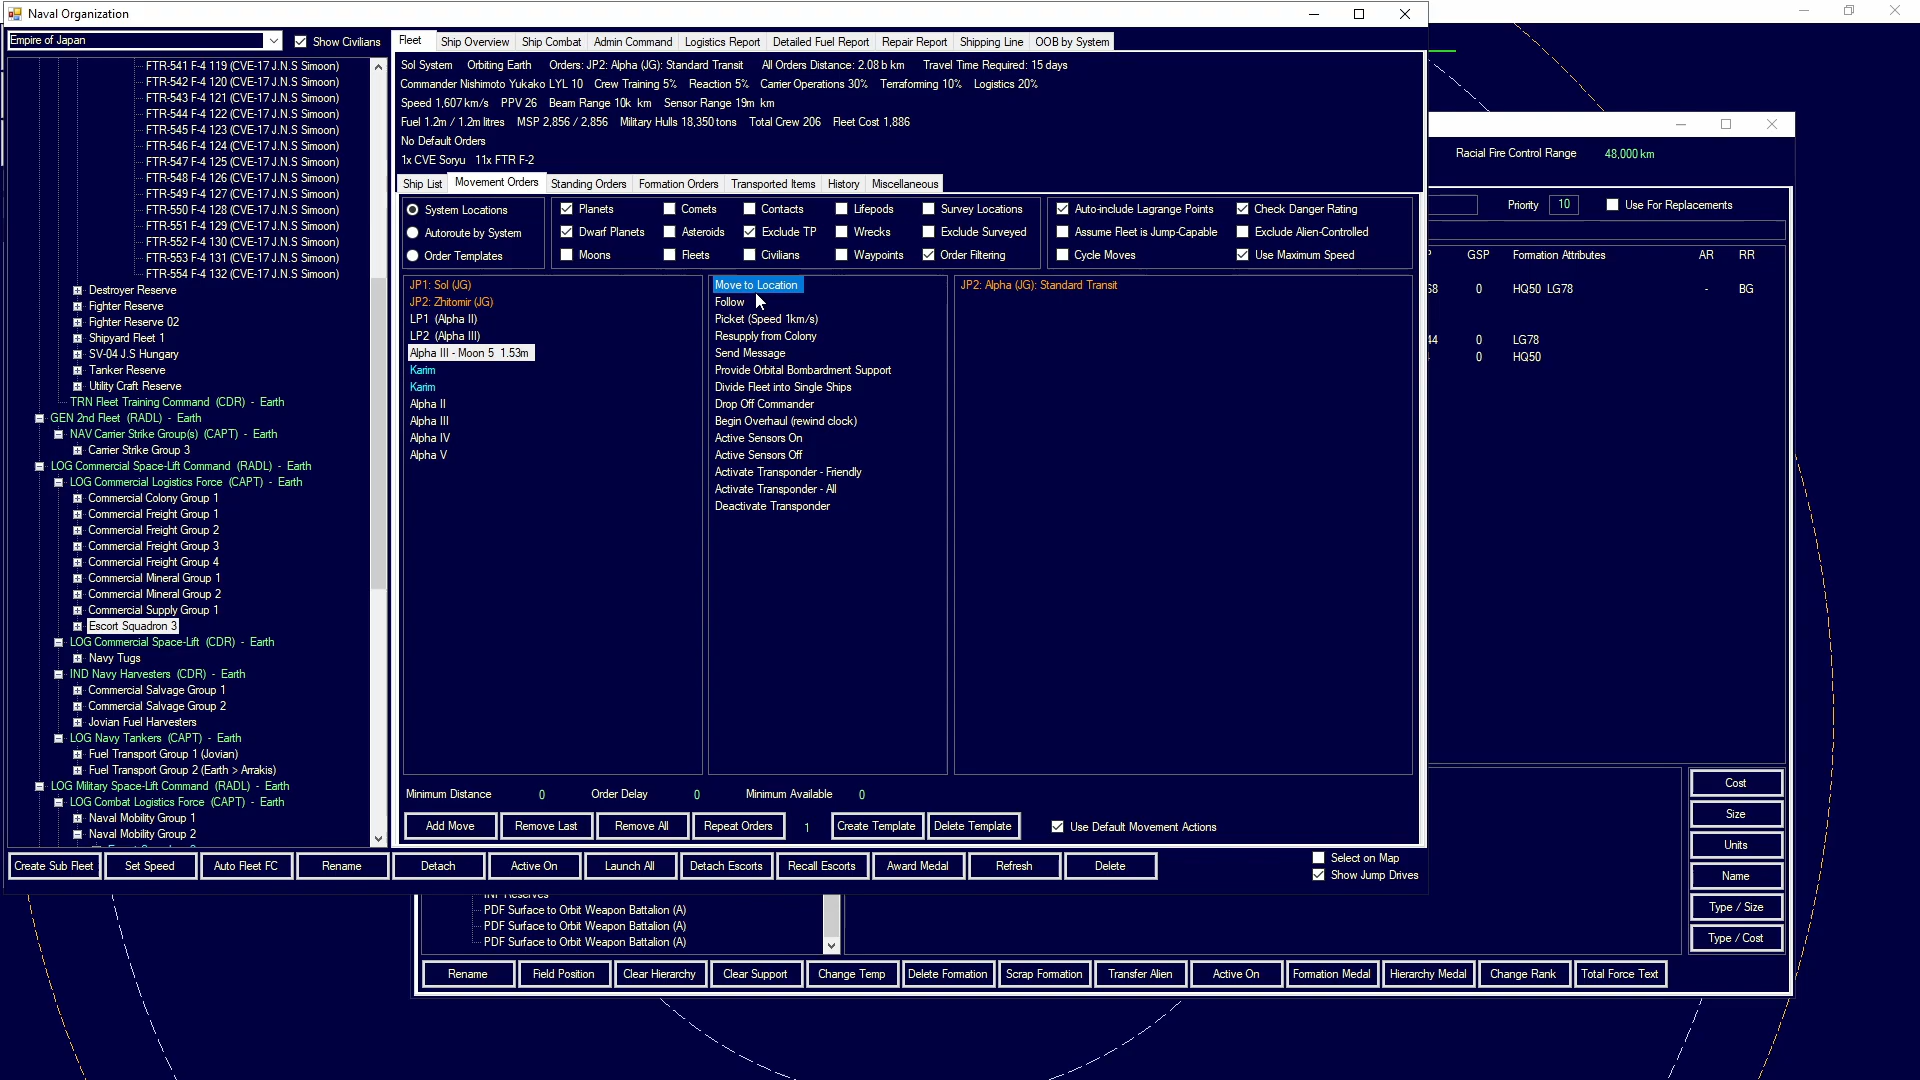 Naval Organization
Empire of Japan
Show Civilians
FTR-541 F-4 119 (CVE-17 J.N.S Simoon)
FTR-542 F-4 120 (CVE-17 J.N.S Simoon)
FTR-543 F-4 121 (CVE-17 J.N.S Simoon)
FTR-544 F-4 122 (CVE-17 J.N.S Simoon)
FTR-545 F-4 123 (CVE-17 J.N.S Simoon)
FTR-546 F-4 124 (CVE-17 J.N.S Simoon)
FTR-547 F-4 125 (CVE-17 J.N.S Simoon)
FTR-548 F-4 126 (CVE-17 J.N.S Simoon)
FTR-549 F-4 127 (CVE-17 J.N.S Simoon)
FTR-550 F-4 128 (CVE-17 J.N.S Simoon)
FTR-551 F-4 129 (CVE-17 J.N.S Simoon)
FTR-552 F-4 130 (CVE-17 J.N.S Simoon)
FTR-553 F-4 131 (CVE-17 J.N.S Simoon)
FTR-554 F-4 132 (CVE-17 J.N.S Simoon)
Destroyer Reserve
Fighter Reserve
Fighter Reserve 02
Shipyard Fleet 1
SV-04 J.S Hungary
Tanker Reserve
Utility Craft Reserve
TRN Fleet Training Command (CDR) - Earth
GEN 2nd Fleet (RADL) - Earth
NAV Carrier Strike Group(s) (CAPT) - Earth
Carrier Strike Group 3
LOG Commercial Space-Lift Command (RADL) - Earth
LOG Commercial Logistics Force (CAPT) - Earth
Commercial Colony Group 1
Commercial Freight Group 1
Commercial Freight Group 2
Commercial Freight Group 3
Commercial Freight Group 4
Commercial Mineral Group 1
Commercial Mineral Group 2
Commercial Supply Group 1
Escort Squadron 3
LOG Commercial Space-Lift (CDR) - Earth
Navy Tugs
IND Navy Harvesters (CDR) - Earth
Commercial Salvage Group 1
Commercial Salvage Group 2
Jovian Fuel Harvesters
LOG Navy Tankers (CAPT) - Earth
Fuel Transport Group 1 (Jovian)
Fuel Transport Group 2 (Earth > Arrakis)
LOG Military Space-Lift Command (RADL) - Earth
LOG Combat Logistics Force (CAPT) - Earth
Naval Mobility Group 1
Naval Mobility Group 2
Fleet Ship Overview Ship Combat Admin Command Logistics Report Detailed Fuel Report Repair Report Shipping Line OOB by System
Sol System Orbiting Earth Orders: JP2: Alpha (JG): Standard Transit All Orders Distance: 2.08 b km Travel Time Required: 15 days
Commander Nishimoto Yukako LYL 10 Crew Training 5% Reaction 5% Carrier Operations 30% Terraforming 10% Logistics 20%
Speed 1,607 km/s PPV 26 Beam Range 10k km Sensor Range 19m km
Fuel 1.2m / 1.2m litres MSP 2,856 / 2,856 Military Hulls 18,350 tons Total Crew 206 Fleet Cost 1,886
No Default Orders
1x CVE Soryu 11x FTR F-2
Ship List Movement Orders Standing Orders Formation Orders Transported Items History Miscellaneous
System Locations
Autoroute by System
Order Templates
Planets Comets Contacts Lifepods Survey Locations
Dwarf Planets Asteroids Exclude TP Wrecks Exclude Surveyed
Moons Fleets Civilians Waypoints Order Filtering
Auto-include Lagrange Points Check Danger Rating
Assume Fleet is Jump-Capable Exclude Alien-Controlled
Cycle Moves Use Maximum Speed
JP1: Sol (JG)
JP2: Zhitomir (JG)
LP1 (Alpha II)
LP2 (Alpha III)
Alpha III - Moon 5 1.53m
Karim
Karim
Alpha II
Alpha III
Alpha IV
Alpha V
Move to Location
Follow
Picket (Speed 1km/s)
Resupply from Colony
Send Message
Provide Orbital Bombardment Support
Divide Fleet into Single Ships
Drop Off Commander
Begin Overhaul (rewind clock)
Active Sensors On
Active Sensors Off
Activate Transponder - Friendly
Activate Transponder - All
Deactivate Transponder
JP2: Alpha (JG): Standard Transit
Minimum Distance 0 Order Delay 0 Minimum Available 0
Add Move Remove Last Remove All Repeat Orders 1 Create Template Delete Template Use Default Movement Actions
Create Sub Fleet Set Speed Auto Fleet FC Rename Detach Active On Launch All Detach Escorts Recall Escorts Award Medal Refresh Delete
Select on Map
Show Jump Drives
Racial Fire Control Range 48,000 km
Priority 10 Use For Replacements
GSP Formation Attributes AR RR
68 0 HQ50 LG78 - BG
44 0 LG78
0 HQ50
Cost
Size
Units
Name
Type / Size
Type / Cost
INF Reserves
PDF Surface to Orbit Weapon Battalion (A)
PDF Surface to Orbit Weapon Battalion (A)
PDF Surface to Orbit Weapon Battalion (A)
Rename Field Position Clear Hierarchy Clear Support Change Temp Delete Formation Scrap Formation Transfer Alien Active On Formation Medal Hierarchy Medal Change Rank Total Force Text